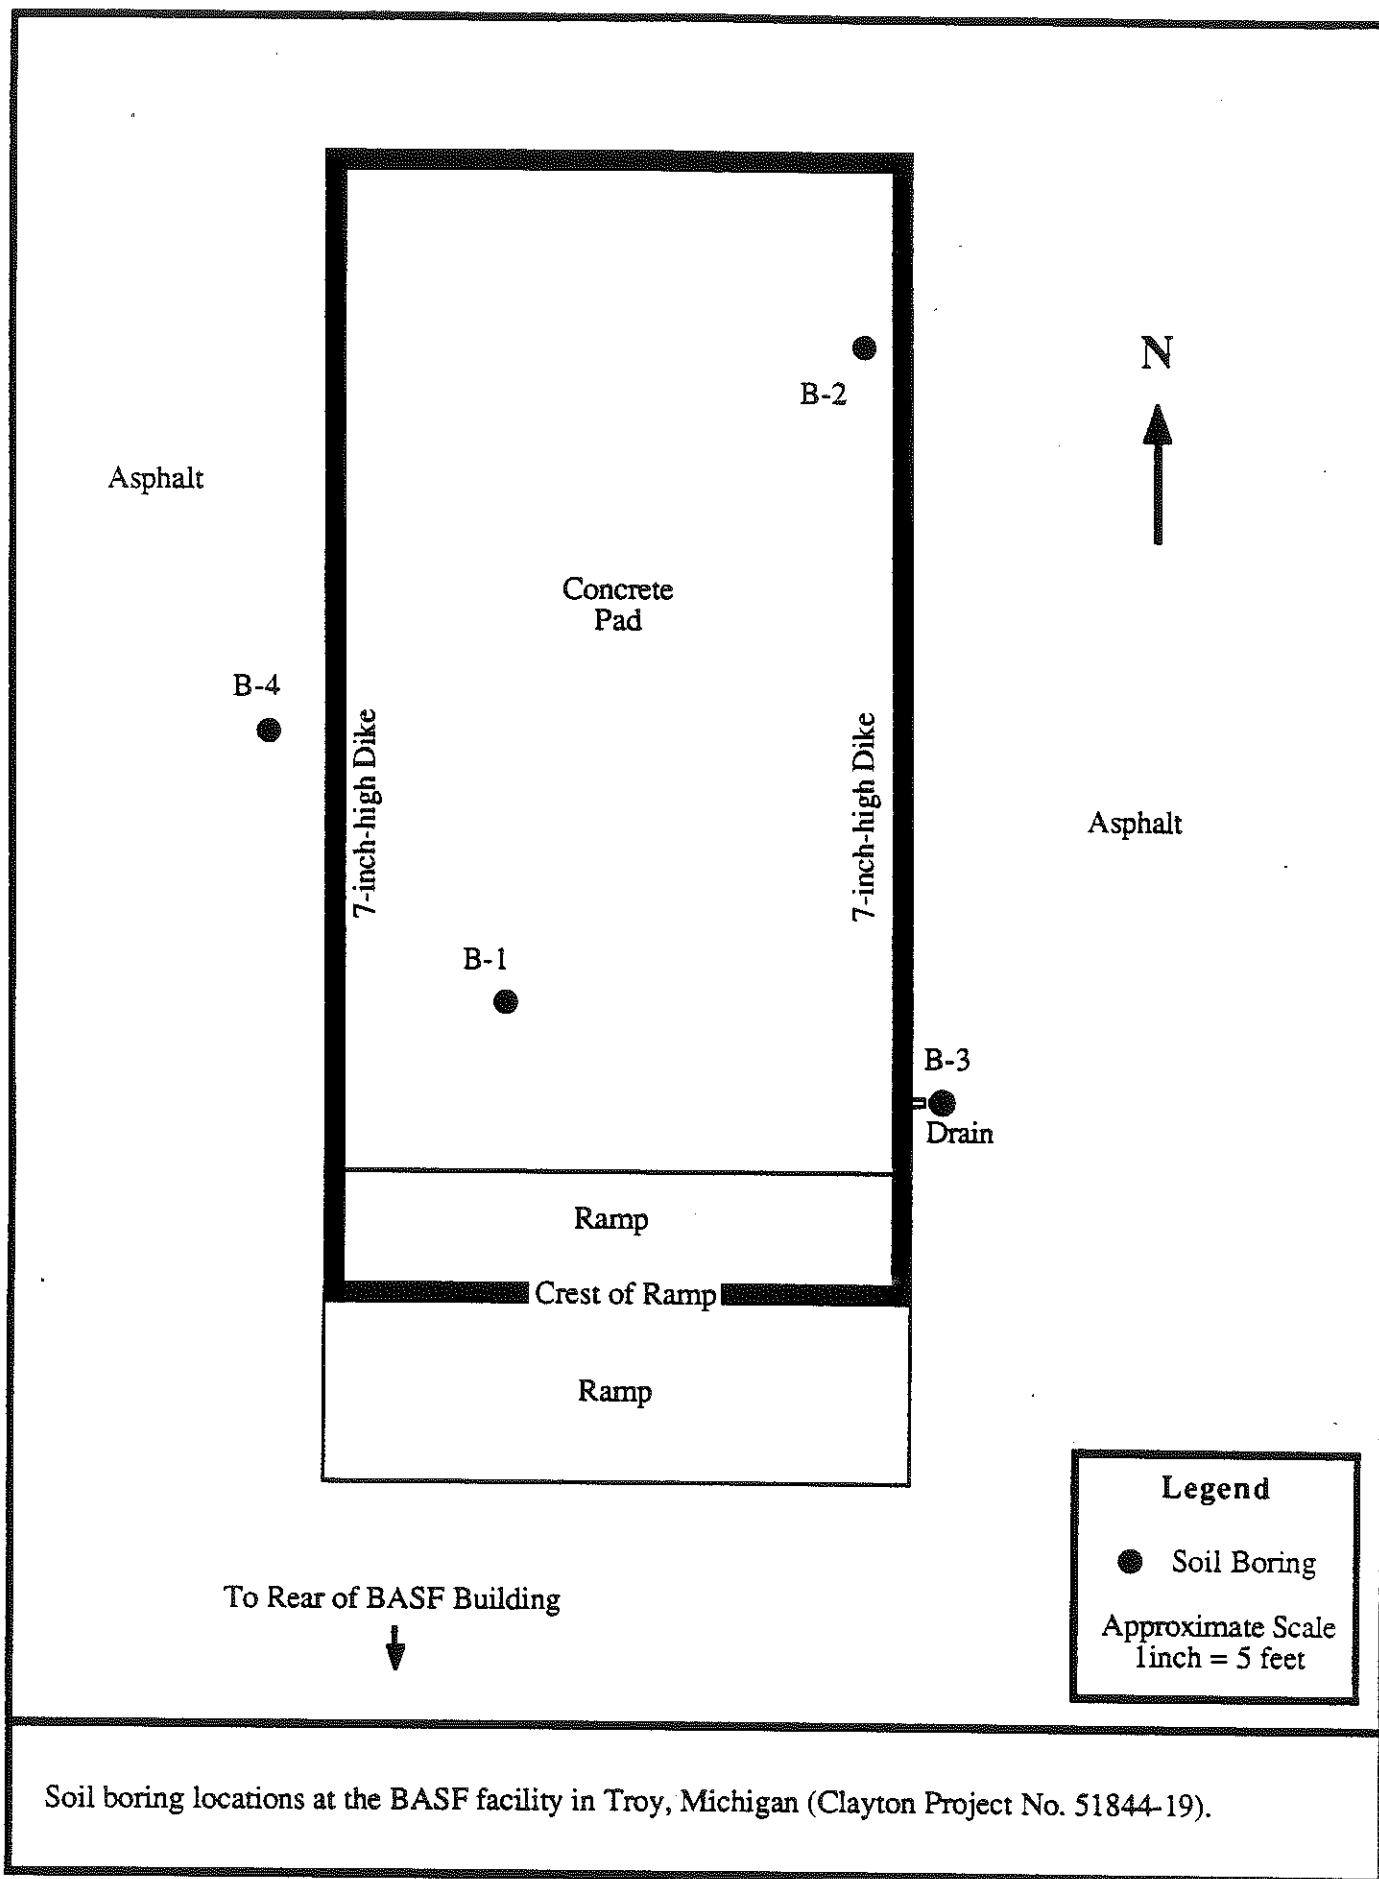 N
B-2
Asphalt
Concrete
Pad
B-4
7-inch-high Dike
7-inch-high Dike
Asphalt
B-1
B-3
Drain
Ramp
Crest of Ramp
Ramp
Legend
Soil Boring
Approximate Scale
1inch = 5 feet
To Rear of BASF Building
Soil boring locations at the BASF facility in Troy, Michigan (Clayton Project No. 51844-19).